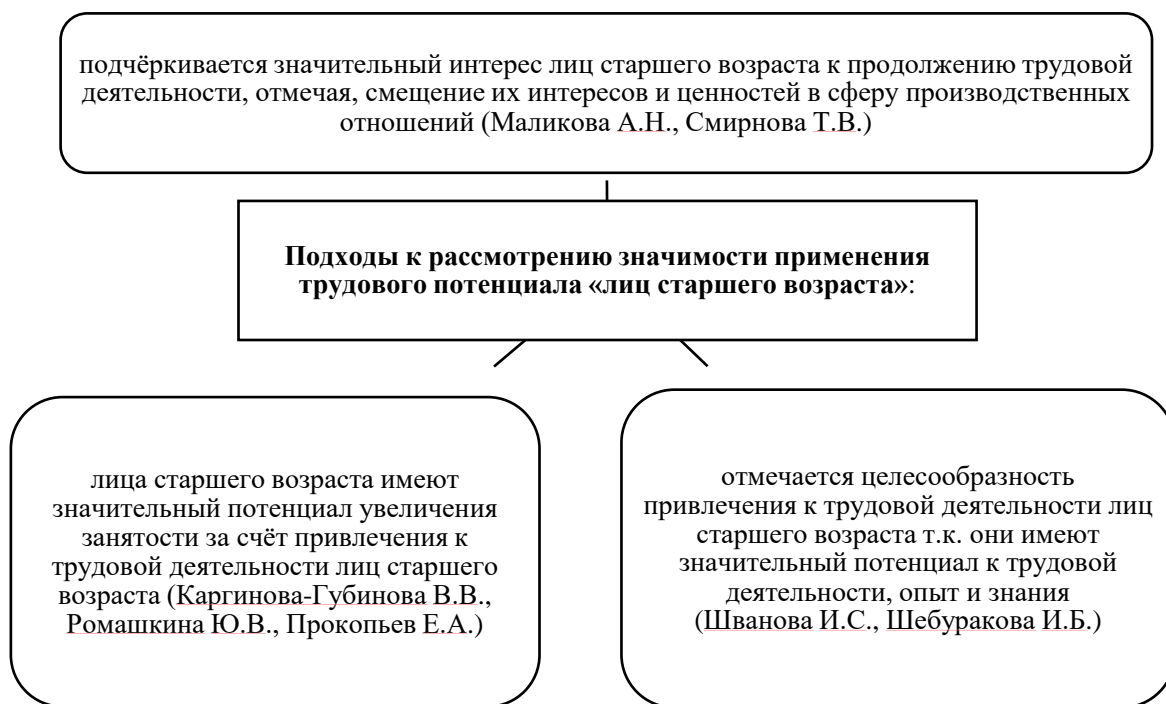 подчёркивается значительный интерес лиц старшего возраста к продолжению трудовой
деятельности, отмечая, смещение их интересов и ценностей в сферу производственных
отношений (Маликова А.Н., Смирнова Т.В.)
Подходы к рассмотрению значимости применения
трудового потенциала «лиц старшего возраста»:
лица старшего возраста имеют
значительный потенциал увеличения
занятости за счёт привлечения к
трудовой деятельности лиц старшего
возраста (Каргинова-Губинова В.В.,
Ромашкина Ю.В., Прокопьев Е.А.)
отмечается целесообразность
привлечения к трудовой деятельности лиц
старшего возраста т.к. они имеют
значительный потенциал к трудовой
деятельности, опыт и знания
(Шванова И.С., Шебуракова И.Б.)